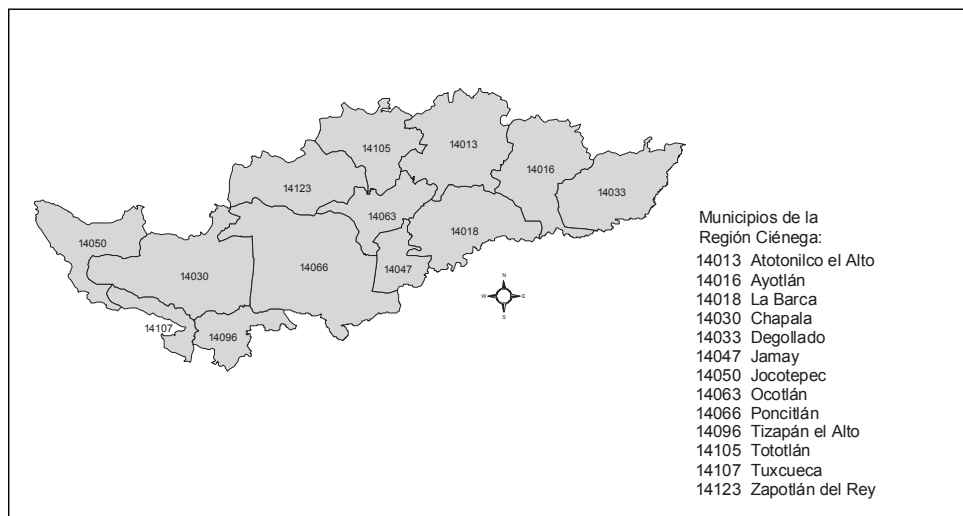 14105
14013
14016
14123
14033
14063
14050
14018
14066
14047
14030
14107
14096
N
W
E
S
Municipios de la
Región Ciénega:
14013 Atotonilco el Alto
14016 Ayotlán
14018 La Barca
14030 Chapala
14033 Degollado
14047 Jamay
14050 Jocotepec
14063 Ocotlán
14066 Poncitlán
14096 Tizapán el Alto
14105 Tototlán
14107 Tuxcueca
14123 Zapotlán del Rey